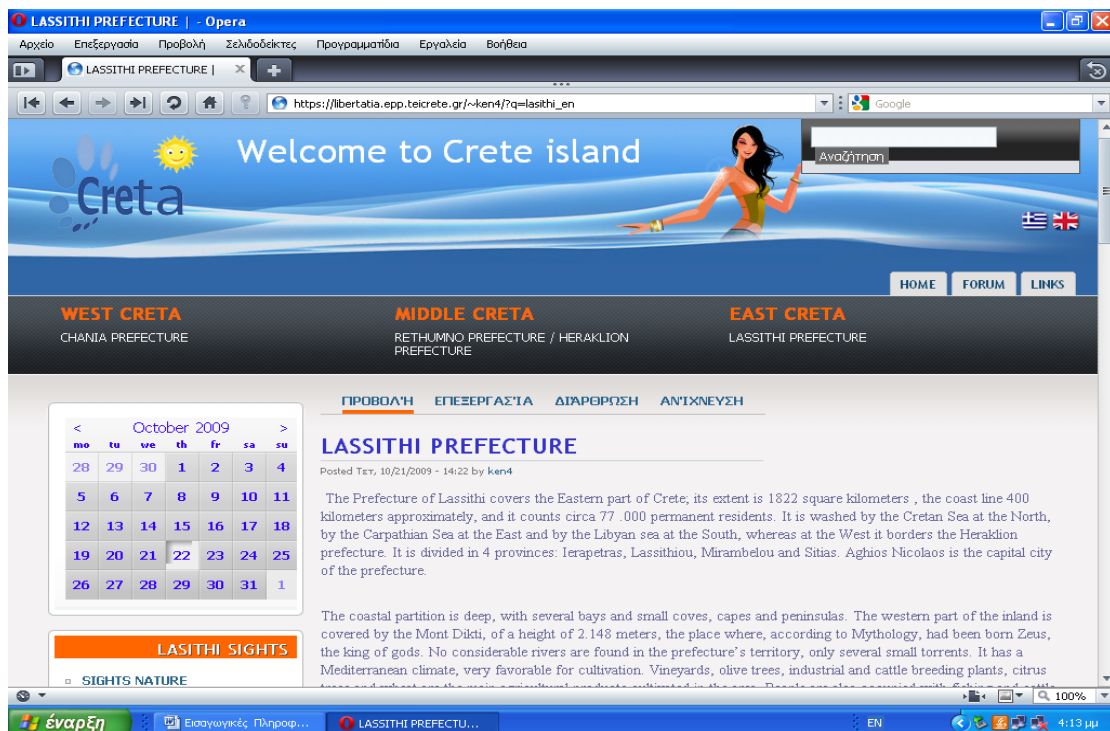 LASSITHI PREFECTURE | - Opera
Αρχείο Επεξεργασία Προβολή Σελιδοδείκτες Προγραμματίδια Εργαλεία Βοήθεια
LASSITHI PREFECTURE |
https://libertatia.epp.teicrete.gr/~ken4/?q=lasithi_en
Google
Welcome to Crete island
Creta
Αναζήτηση
HOME FORUM LINKS
WEST CRETA MIDDLE CRETA EAST CRETA
CHANIA PREFECTURE RETHUMNO PREFECTURE / HERAKLION LASSITHI PREFECTURE
PREFECTURE
ΠΡΟΒΟΛΉ ΕΠΕΞΕΡΓΑΣΊΑ ΔΙΆΡΘΡΩΣΗ ΑΝΊΧΝΕΥΣΗ
< October 2009 >
mo tu we th fr sa su
28 29 30 1 2 3 4
5 6 7 8 9 10 11
12 13 14 15 16 17 18
19 20 21 22 23 24 25
26 27 28 29 30 31 1
LASITHI SIGHTS
SIGHTS NATURE
LASSITHI PREFECTURE
Posted Τετ, 10/21/2009 - 14:22 by ken4
The Prefecture of Lassithi covers the Eastern part of Crete; its extent is 1822 square kilometers , the coast line 400
kilometers approximately, and it counts circa 77 .000 permanent residents. It is washed by the Cretan Sea at the North,
by the Carpathian Sea at the East and by the Libyan sea at the South, whereas at the West it borders the Heraklion
prefecture. It is divided in 4 provinces: Ierapetras, Lassithiou, Mirambelou and Sitias. Aghios Nicolaos is the capital city
of the prefecture.
The coastal partition is deep, with several bays and small coves, capes and peninsulas. The western part of the inland is
covered by the Mont Dikti, of a height of 2.148 meters, the place where, according to Mythology, had been born Zeus,
the king of gods. No considerable rivers are found in the prefecture's territory, only several small torrents. It has a
Mediterranean climate, very favorable for cultivation. Vineyards, olive trees, industrial and cattle breeding plants, citrus
100%
έναρξη Εισαγωγικές Πληροφ... LASSITHI PREFECTU... EN 4:13 μμ